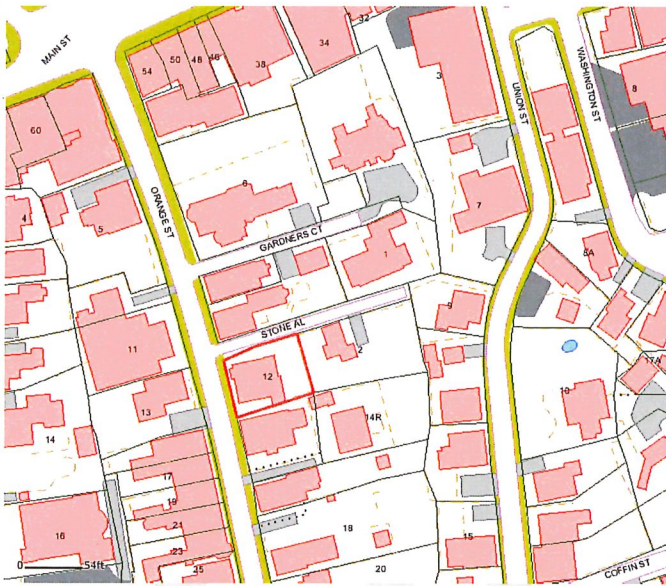 32
MAIN ST
54
50
48
46
38
34
3
UNION ST
WASHINGTON ST
8
60
4
5
ORANGE ST
6
GARDNERS CT
1
7
8A
STONE AL
9
11
12
2
17A
10
13
14
14R
17
19
21
23
25
16
18
15
20
0
54ft
COFFIN ST